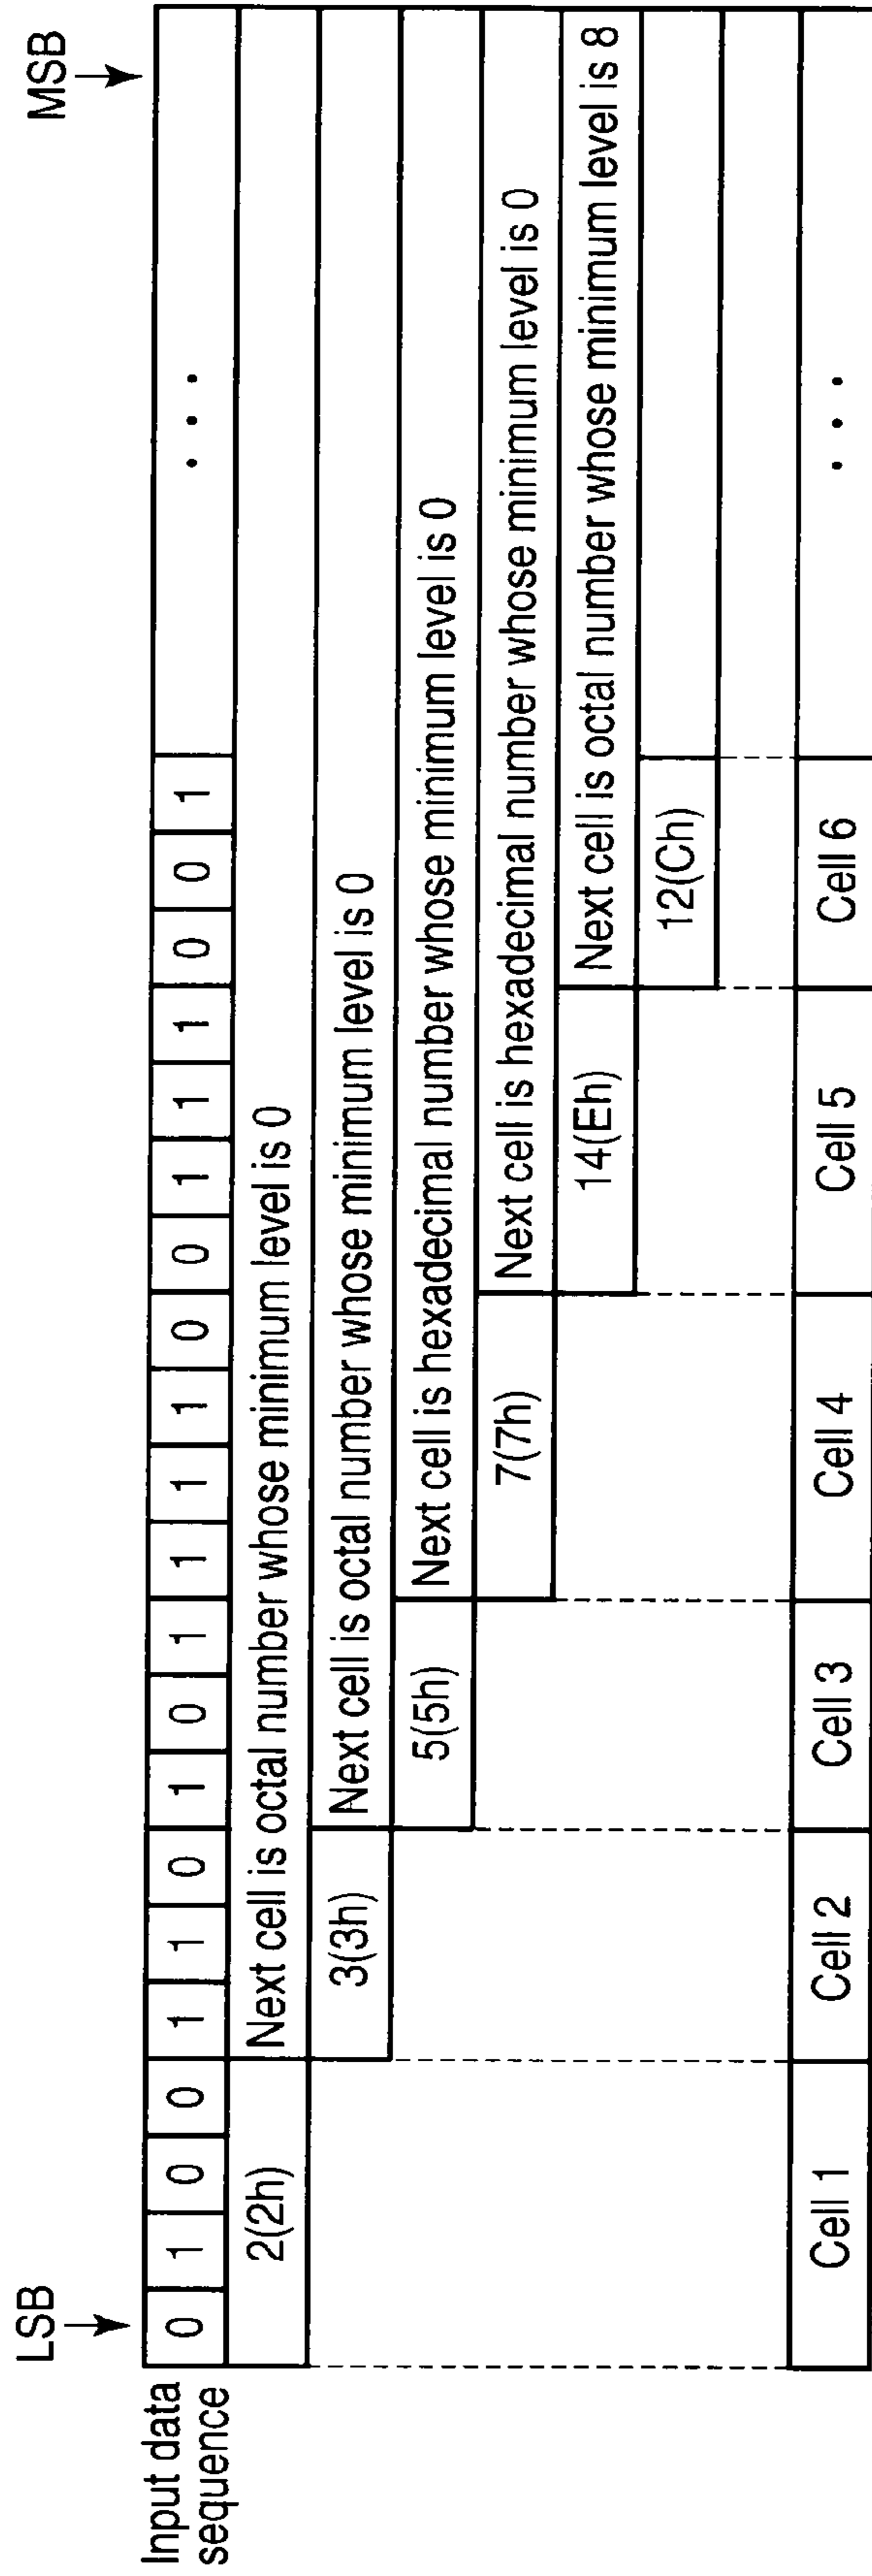 LSB
MSB
Input data
sequence
0 1 0 0 1 1 0 1 0 1 1 1 1 0 0 1 1 1 0 0 1 ...
2(2h) Next cell is octal number whose minimum level is 0
3(3h) Next cell is octal number whose minimum level is 0
5(5h) Next cell is hexadecimal number whose minimum level is 0
7(7h) Next cell is hexadecimal number whose minimum level is 0
14(Eh) Next cell is octal number whose minimum level is 8
12(Ch)
Cell 1 Cell 2 Cell 3 Cell 4 Cell 5 Cell 6 ...